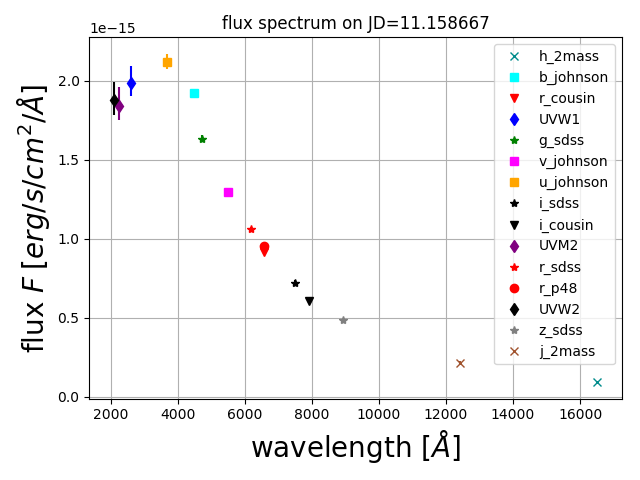 flux spectrum on JD=11.158667
1e−15
flux F [erg/s/cm²/Å]
2.0
1.5
1.0
0.5
0.0
2000 4000 6000 8000 10000 12000 14000 16000
wavelength [Å]
h_2mass
b_johnson
r_cousin
UVW1
g_sdss
v_johnson
u_johnson
i_sdss
i_cousin
UVM2
r_sdss
r_p48
UVW2
z_sdss
j_2mass